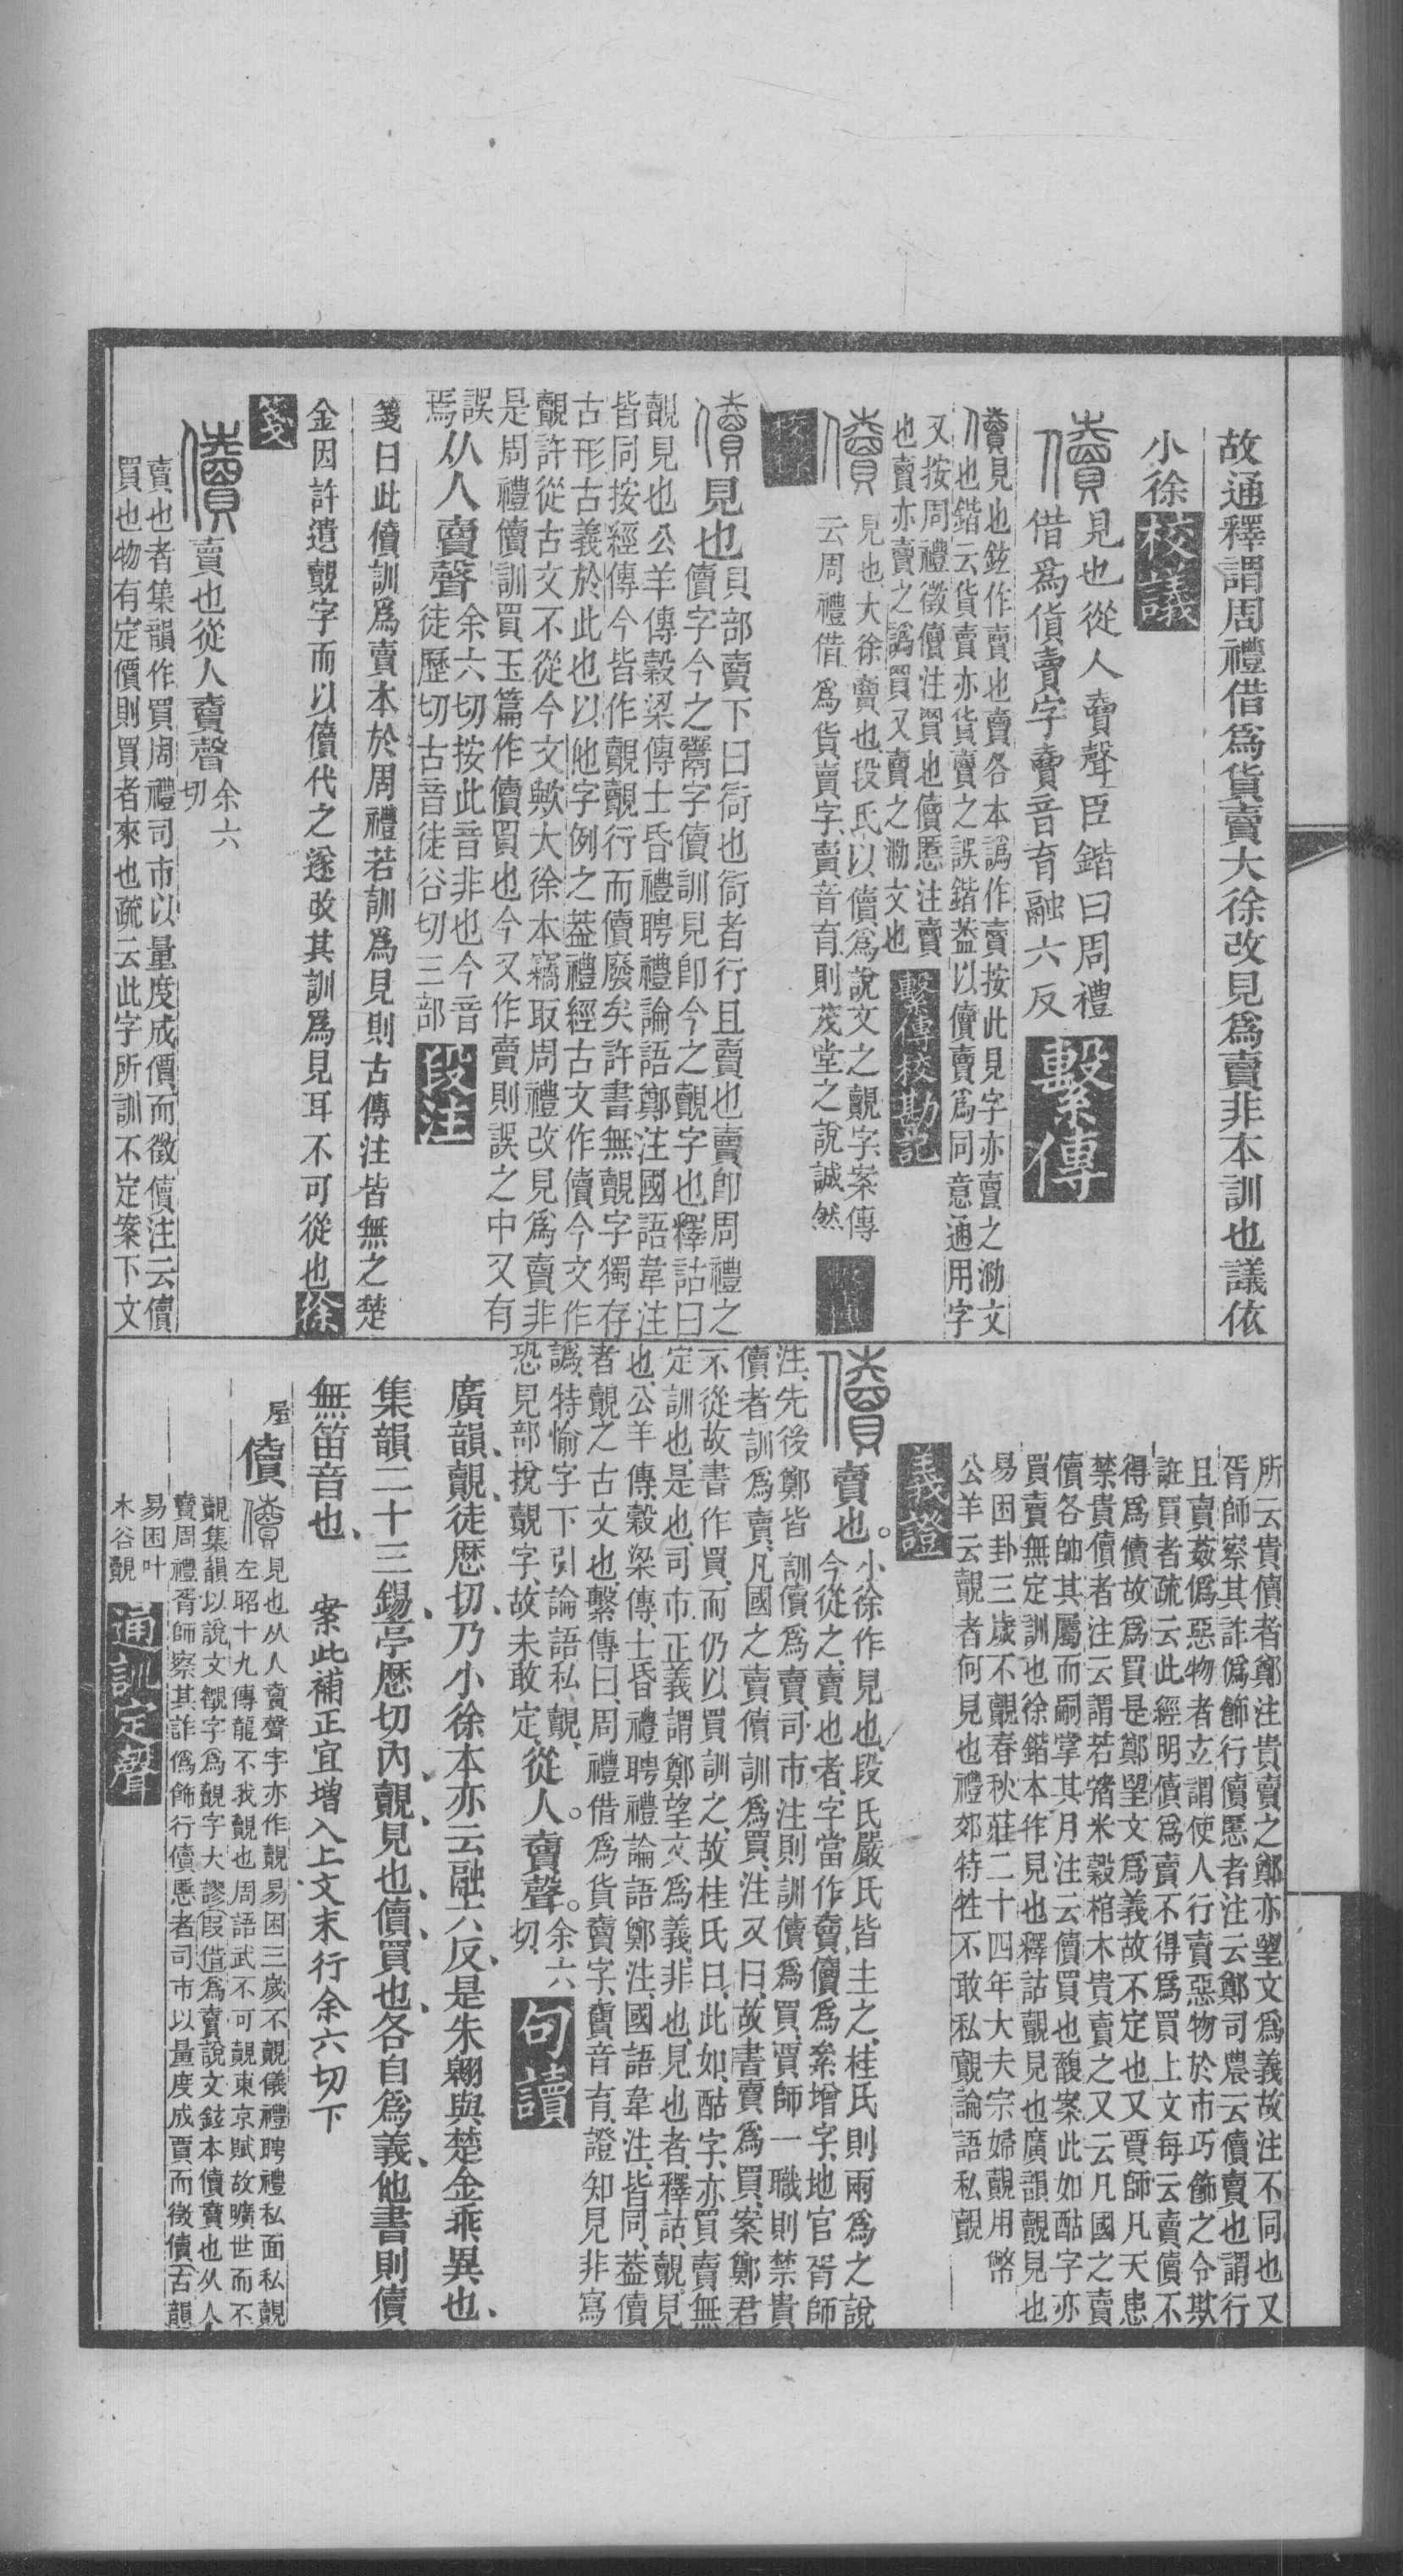 故通釋謂周禮借爲貨賣大徐改見爲賣非本訓也議依
小徐校議
儥見也從人𧶠聲臣鍇曰周禮
借爲貨賣字𧶠音育融六反繫傳
儥見也鉉作賣也賣各本譌作𧶠按此見字亦賣之泐文
人也鍇云貨賣亦貨𧶠之誤鍇葢以儥𧶠爲同意通用字
又按周禮徵儥注買也儥慝注賣
也賣亦𧶠之譌買又賣之泐文也繫傳校勘記
儥見也大徐賣也段氏以儥爲說文之覿字案傳
云周禮借爲貨賣字𧶠音育則茂堂之說誠然
儥見也貝部𧶠下曰衒也衒者行且賣也𧶠卽周禮之
儥字今之鬻字儥訓見卽今之覿字也釋詁曰
覿見也公羊傳穀梁傳士昏禮聘禮論語鄭注國語韋注
皆同按經傳今皆作覿覿行而儥廢矣許書無覿字獨存
古形古義於此也以他字例之葢禮經古文作儥今文作
覿許從古文不從今文歟大徐本竊取周禮改見爲賣非
是周禮儥訓買玉篇作儥買也今又作賣則誤之中又有
誤焉从人𧶠聲余六切按此音非也今音
徒歷切古音徒谷切三部段注
箋曰此儥訓爲賣本於周禮若訓爲見則古傳注皆無之楚
金因許遺覿字而以儥代之遂改其訓爲見耳不可從也徐
箋
儥賣也從人𧶠聲余六
切
賣也者集韻作買周禮司市以量度成價而徵儥注云儥
買也物有定價則買者來也疏云此字所訓不定案下文
所云貴儥者鄭注貴賣之鄭亦望文爲義故注不同也又
胥師察其詐僞飾行儥慝者注云鄭司農云儥賣也謂行
且賣姦僞惡物者立謂使人行賣惡物於市巧飾之令欺
誑買者疏云此經明儥爲賣不得爲買上文每云賣儥不
得爲儥故爲買是鄭望文爲義故不定也又賈師凡天患
禁貴儥者注云謂若豬米穀棺木貴賣之又云凡國之賣
儥各帥其屬而嗣掌其月注云儥買也馥案此如酤字亦
買賣無定訓也徐鍇本作見也釋詁覿見也廣韻覿見也
易困卦三歲不覿春秋莊二十四年大夫宗婦覿用幣
公羊云覿者何見也禮郊特牲不敢私覿論語私覿
義證
儥賣也。小徐作見也、段氏嚴氏皆主之、桂氏則兩爲之說
今從之、賣也者、字當作𧶠、儥爲絫增字、地官胥師
注、先後鄭皆訓儥爲賣、司市注則訓儥爲買、賈師一職則禁貴
儥者訓爲賣、凡國之賣儥訓爲買、注又曰、故書賣爲買、案鄭君
不從故書作買、而仍以買訓之、故桂氏曰、此如酤字、亦買賣無
定訓也、是也、司市正義謂鄭望文爲義、非也、見也者、釋詁、覿見
也、公羊傳、穀梁傳、士昏禮聘禮論語鄭注、國語韋注、皆同、葢儥
者覿之古文也、繫傳曰、周禮借爲貨賣字、𧶠音育、證知見非寫
譌、特愉字下引論語私覿、
恐見部挩覿字、故未敢定、從人。𧶠聲。余六
切、句讀
廣韻、覿、徒歴切、乃小徐本亦云融六反、是朱翱與楚金乖異也、
集韻二十三錫、亭歴切內、覿、見也、儥、買也、各自爲義、他書則儥
無笛音也、　案此補正宜增入上文末行余六切下
屋儥儥見也从人𧶠聲字亦作覿易困三歲不覿儀禮聘禮私面私覿
左昭十九傳龍不我覿也周語武不可覿東京賦故曠世而不
覿集韻以說文覿字爲覿字大謬(叚借)爲𧶠說文鉉本儥賣也从人
賣周禮胥師察其詐僞飾行儥慝者司市以量度成賈而徵儥(古韻)
易困叶
木谷覿通訓定聲